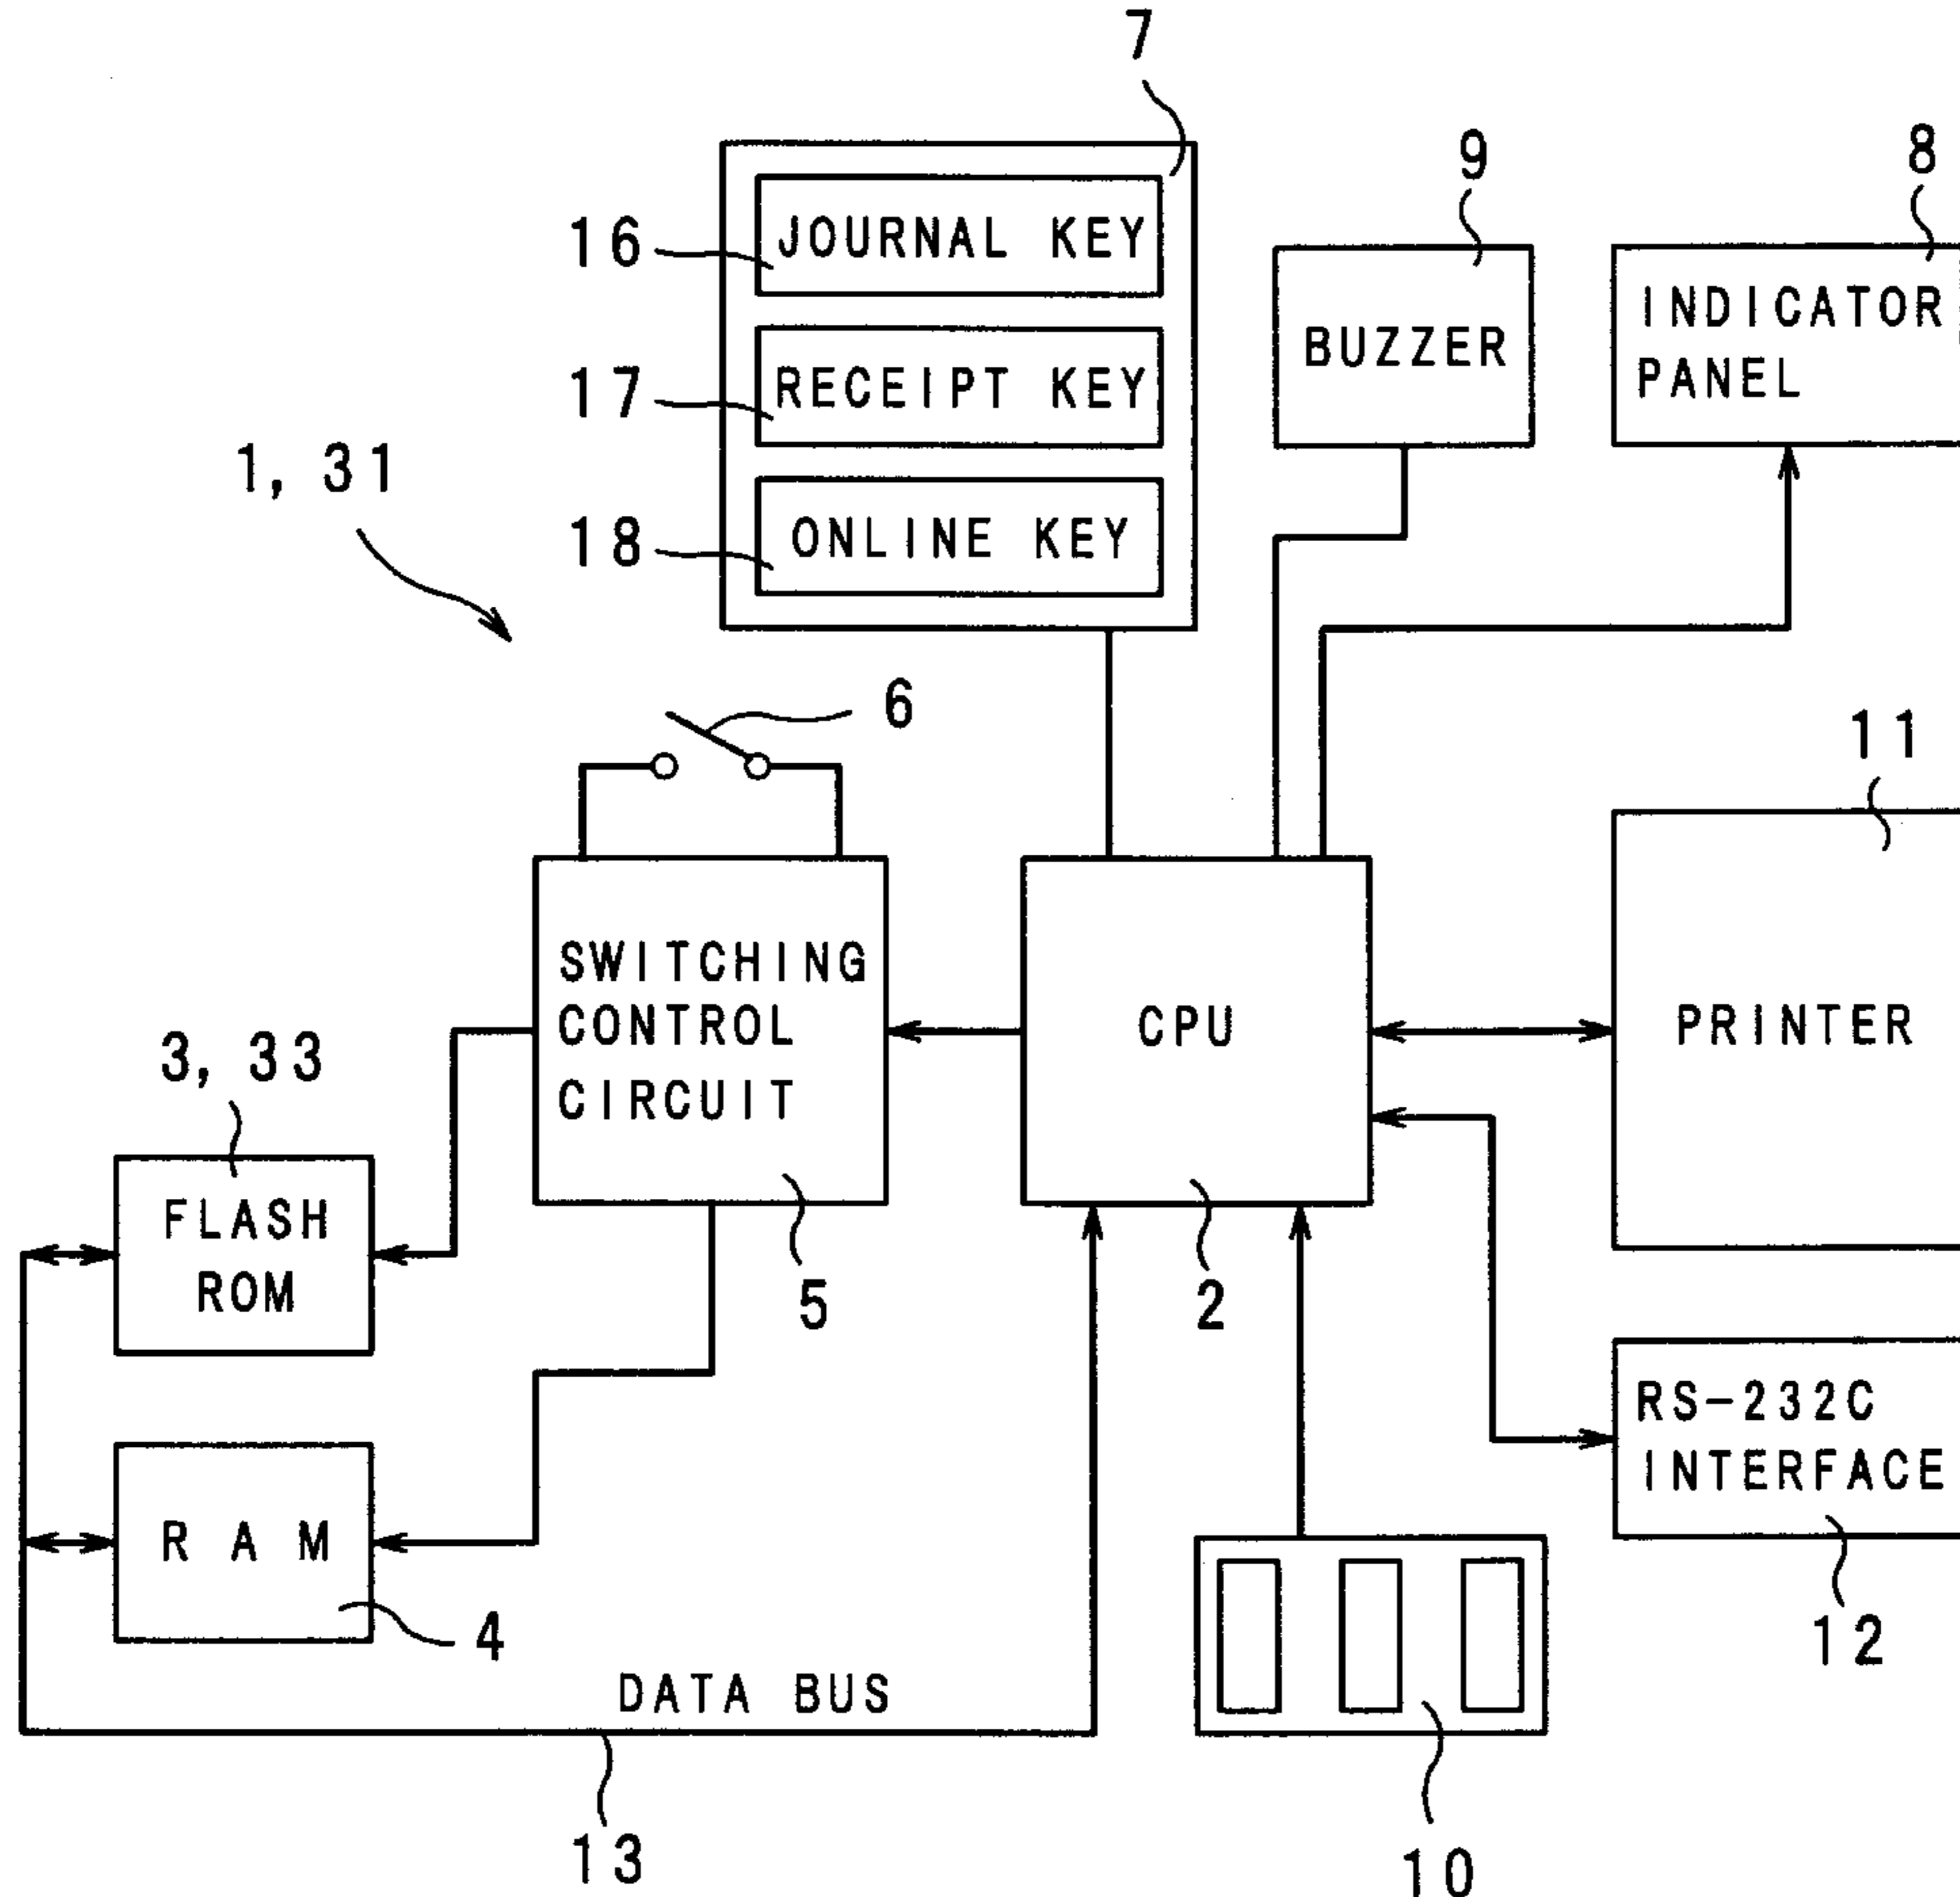 7
9
8
16
JOURNAL KEY
17
RECEIPT KEY
18
ONLINE KEY
BUZZER
INDICATOR
PANEL
1, 31
6
11
SWITCHING
CONTROL
CIRCUIT
CPU
PRINTER
3, 33
FLASH
ROM
5
2
RS-232C
INTERFACE
RAM
4
12
DATA BUS
13
10